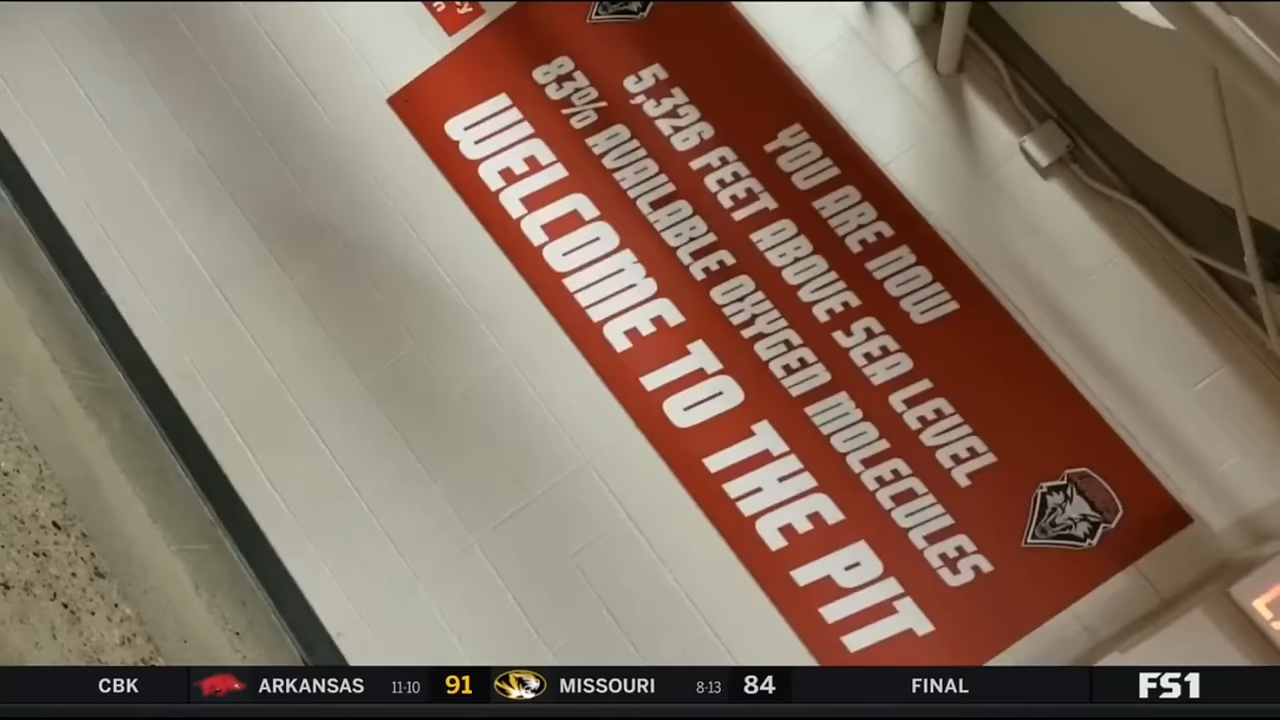 YOU ARE NOW
5,326 FEET ABOVE SEA LEVEL
83% AVAILABLE OXYGEN MOLECULES
WELCOME TO THE PIT
CBK ARKANSAS 11-10 91 MISSOURI 8-13 84 FINAL FS1